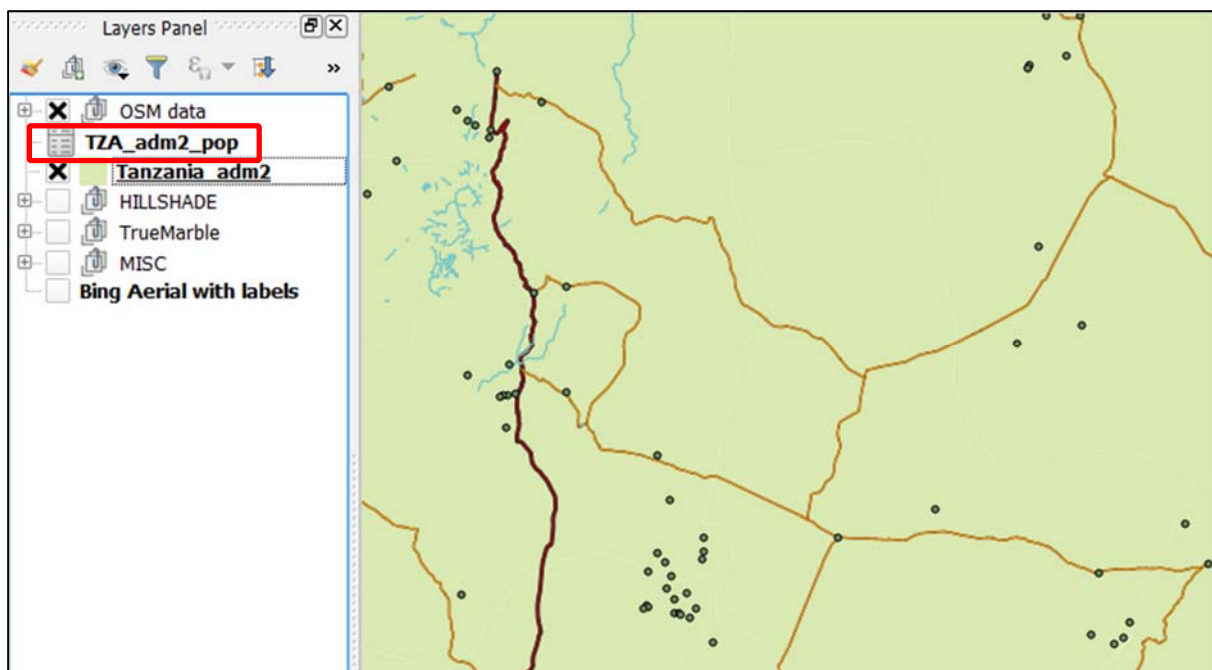 Layers Panel
»
OSM data
TZA_adm2_pop
Tanzania_adm2
HILLSHADE
TrueMarble
MISC
Bing Aerial with labels